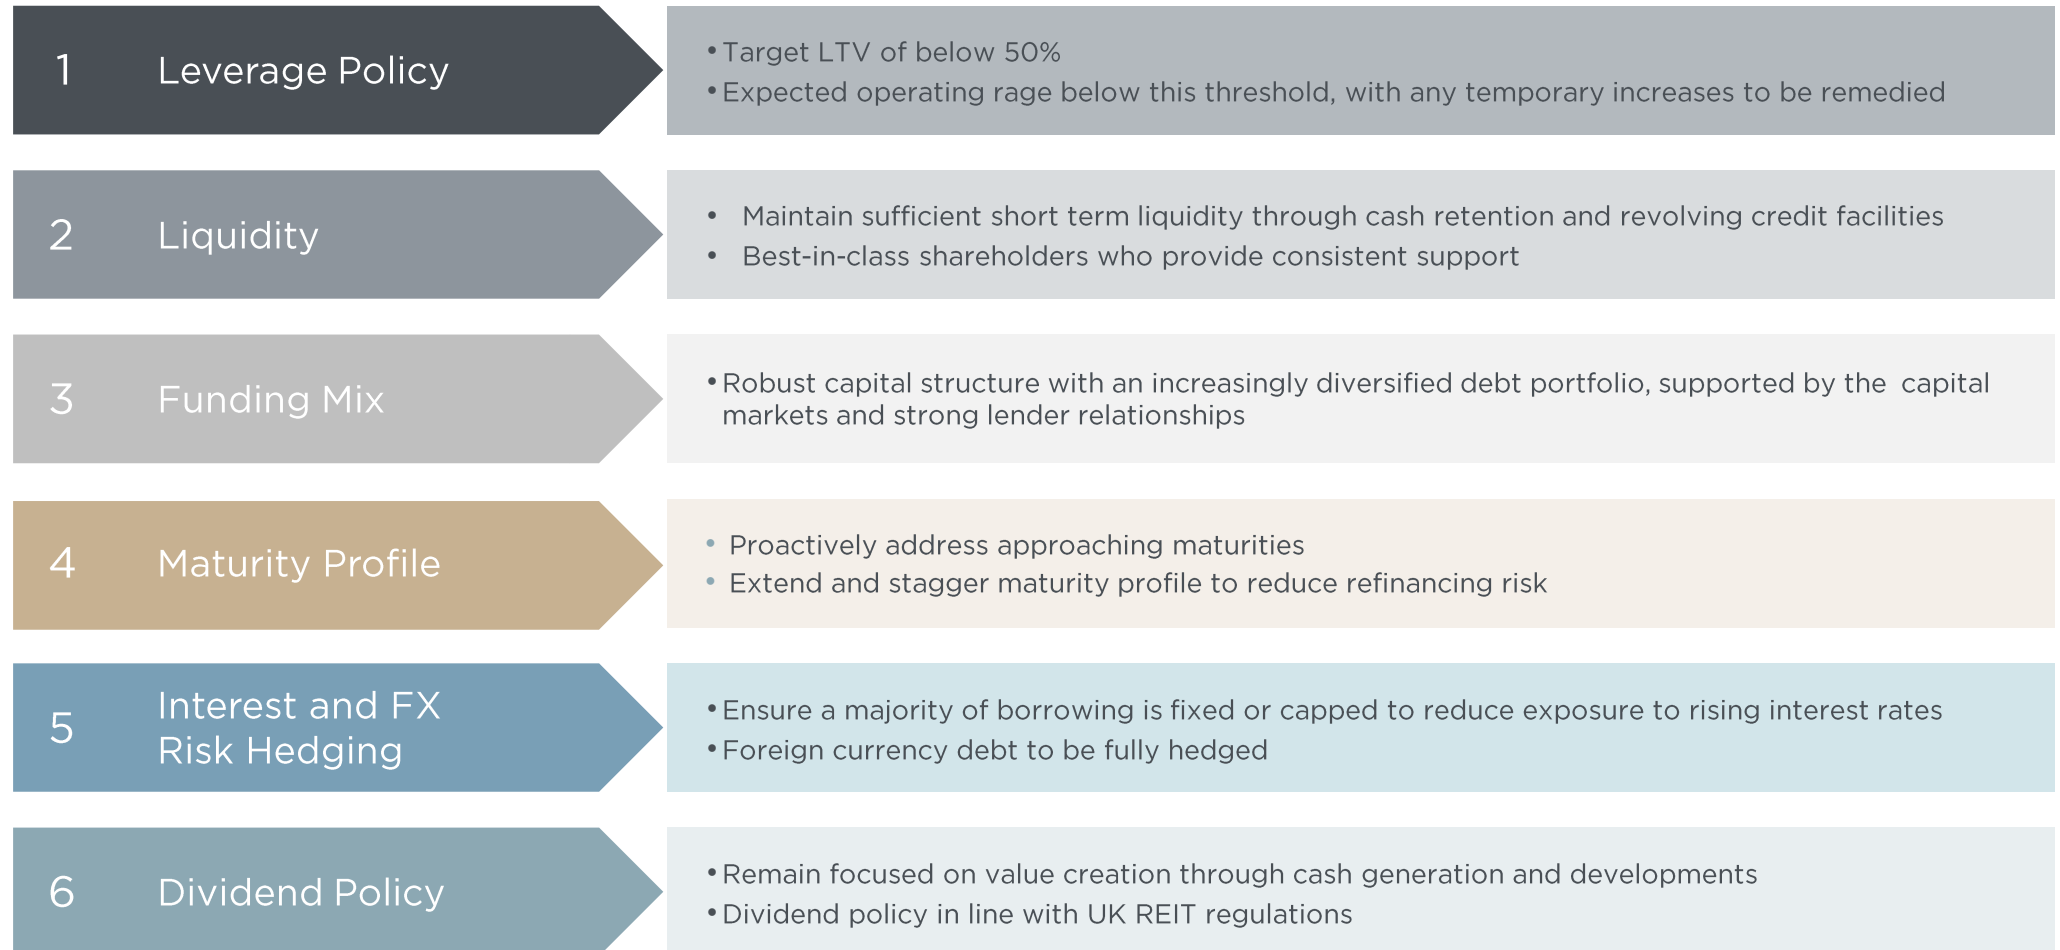 1 Leverage Policy
• Target LTV of below 50%
• Expected operating rage below this threshold, with any temporary increases to be remedied
2 Liquidity
• Maintain sufficient short term liquidity through cash retention and revolving credit facilities
• Best-in-class shareholders who provide consistent support
3 Funding Mix
• Robust capital structure with an increasingly diversified debt portfolio, supported by the capital
markets and strong lender relationships
4 Maturity Profile
• Proactively address approaching maturities
• Extend and stagger maturity profile to reduce refinancing risk
5 Interest and FX
Risk Hedging
• Ensure a majority of borrowing is fixed or capped to reduce exposure to rising interest rates
• Foreign currency debt to be fully hedged
6 Dividend Policy
• Remain focused on value creation through cash generation and developments
• Dividend policy in line with UK REIT regulations